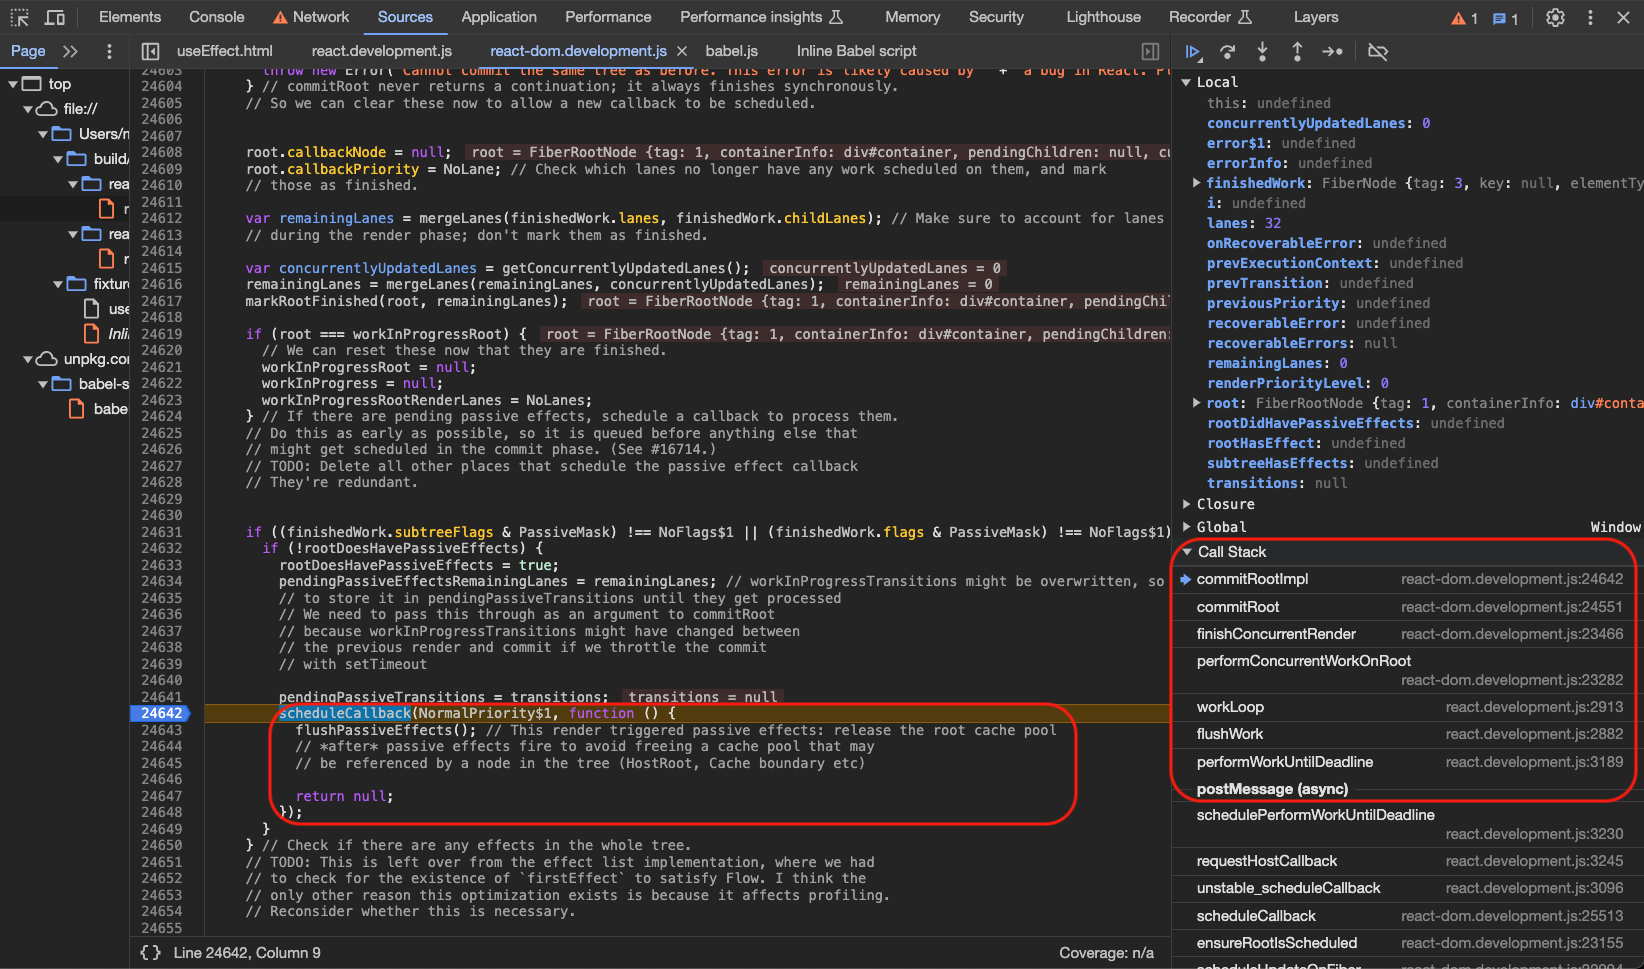 Elements Console Network Sources Application Performance Performance insights Memory Security Lighthouse Recorder Layers 1 1
Page useEffect.html react.development.js react-dom.development.js babel.js Inline Babel script
top
file://
Users/
build/
rea
r
rea
r
fixture
use
Inli
unpkg.co
babel-s
babe
24603 throw new Error('Cannot commit the same tree as before. This error is likely caused by ' + 'a bug in React. Pl
24604 } // commitRoot never returns a continuation; it always finishes synchronously.
24605 // So we can clear these now to allow a new callback to be scheduled.
24606
24607
24608 root.callbackNode = null; root = FiberRootNode {tag: 1, containerInfo: div#container, pendingChildren: null, cu
24609 root.callbackPriority = NoLane; // Check which lanes no longer have any work scheduled on them, and mark
24610 // those as finished.
24611
24612 var remainingLanes = mergeLanes(finishedWork.lanes, finishedWork.childLanes); // Make sure to account for lanes
24613 // during the render phase; don't mark them as finished.
24614
24615 var concurrentlyUpdatedLanes = getConcurrentlyUpdatedLanes(); concurrentlyUpdatedLanes = 0
24616 remainingLanes = mergeLanes(remainingLanes, concurrentlyUpdatedLanes); remainingLanes = 0
24617 markRootFinished(root, remainingLanes); root = FiberRootNode {tag: 1, containerInfo: div#container, pendingChi
24618
24619 if (root === workInProgressRoot) { root = FiberRootNode {tag: 1, containerInfo: div#container, pendingChildren:
24620 // We can reset these now that they are finished.
24621 workInProgressRoot = null;
24622 workInProgress = null;
24623 workInProgressRootRenderLanes = NoLanes;
24624 } // If there are pending passive effects, schedule a callback to process them.
24625 // Do this as early as possible, so it is queued before anything else that
24626 // might get scheduled in the commit phase. (See #16714.)
24627 // TODO: Delete all other places that schedule the passive effect callback
24628 // They're redundant.
24629
24630
24631 if ((finishedWork.subtreeFlags & PassiveMask) !== NoFlags$1 || (finishedWork.flags & PassiveMask) !== NoFlags$1)
24632 if (!rootDoesHavePassiveEffects) {
24633 rootDoesHavePassiveEffects = true;
24634 pendingPassiveEffectsRemainingLanes = remainingLanes; // workInProgressTransitions might be overwritten, so
24635 // to store it in pendingPassiveTransitions until they get processed
24636 // We need to pass this through as an argument to commitRoot
24637 // because workInProgressTransitions might have changed between
24638 // the previous render and commit if we throttle the commit
24639 // with setTimeout
24640
24641 pendingPassiveTransitions = transitions; transitions = null
24642 scheduleCallback(NormalPriority$1, function () {
24643 flushPassiveEffects(); // This render triggered passive effects: release the root cache pool
24644 // *after* passive effects fire to avoid freeing a cache pool that may
24645 // be referenced by a node in the tree (HostRoot, Cache boundary etc)
24646
24647 return null;
24648 });
24649 }
24650 } // Check if there are any effects in the whole tree.
24651 // TODO: This is left over from the effect list implementation, where we had
24652 // to check for the existence of `firstEffect` to satisfy Flow. I think the
24653 // only other reason this optimization exists is because it affects profiling.
24654 // Reconsider whether this is necessary.
24655
{} Line 24642, Column 9 Coverage: n/a
Local
this: undefined
concurrentlyUpdatedLanes: 0
error$1: undefined
errorInfo: undefined
finishedWork: FiberNode {tag: 3, key: null, elementTy
i: undefined
lanes: 32
onRecoverableError: undefined
prevExecutionContext: undefined
prevTransition: undefined
previousPriority: undefined
recoverableError: undefined
recoverableErrors: null
remainingLanes: 0
renderPriorityLevel: 0
root: FiberRootNode {tag: 1, containerInfo: div#conta
rootDidHavePassiveEffects: undefined
rootHasEffect: undefined
subtreeHasEffects: undefined
transitions: null
Closure
Global Window
Call Stack
commitRootImpl react-dom.development.js:24642
commitRoot react-dom.development.js:24551
finishConcurrentRender react-dom.development.js:23466
performConcurrentWorkOnRoot
react-dom.development.js:23282
workLoop react.development.js:2913
flushWork react.development.js:2882
performWorkUntilDeadline react.development.js:3189
postMessage (async)
schedulePerformWorkUntilDeadline
react.development.js:3230
requestHostCallback react.development.js:3245
unstable_scheduleCallback react.development.js:3096
scheduleCallback react-dom.development.js:25513
ensureRootIsScheduled react-dom.development.js:23155
scheduleUpdateOnFiber